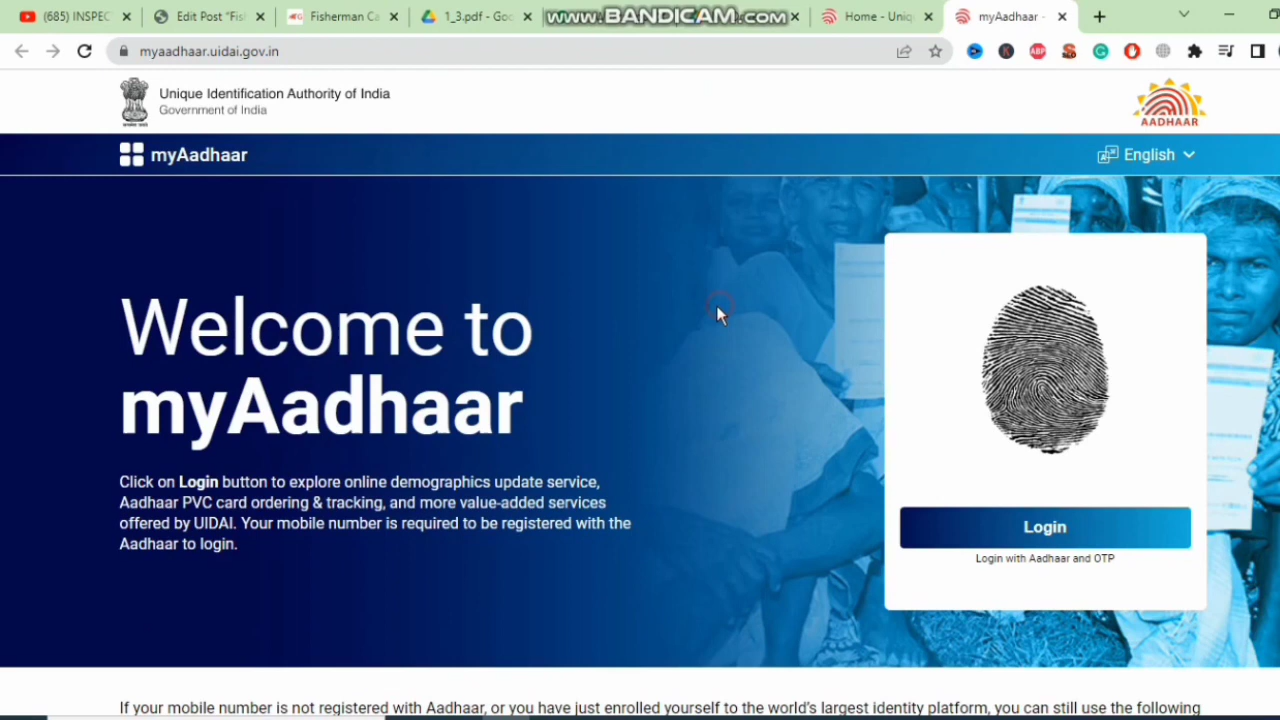 (685) INSPEC
Edit Post "Fis
Fisherman Ca
1_3.pdf - Goo
www.BANDICAM.com
Home - Uniq
myAadhaar -
myaadhaar.uidai.gov.in
Unique Identification Authority of India
Government of India
AADHAAR
myAadhaar
English
Welcome to
myAadhaar
Click on Login button to explore online demographics update service,
Aadhaar PVC card ordering & tracking, and more value-added services
offered by UIDAI. Your mobile number is required to be registered with the
Aadhaar to login.
Login
Login with Aadhaar and OTP
If your mobile number is not registered with Aadhaar, or you have just enrolled yourself to the world's largest identity platform, you can still use the following